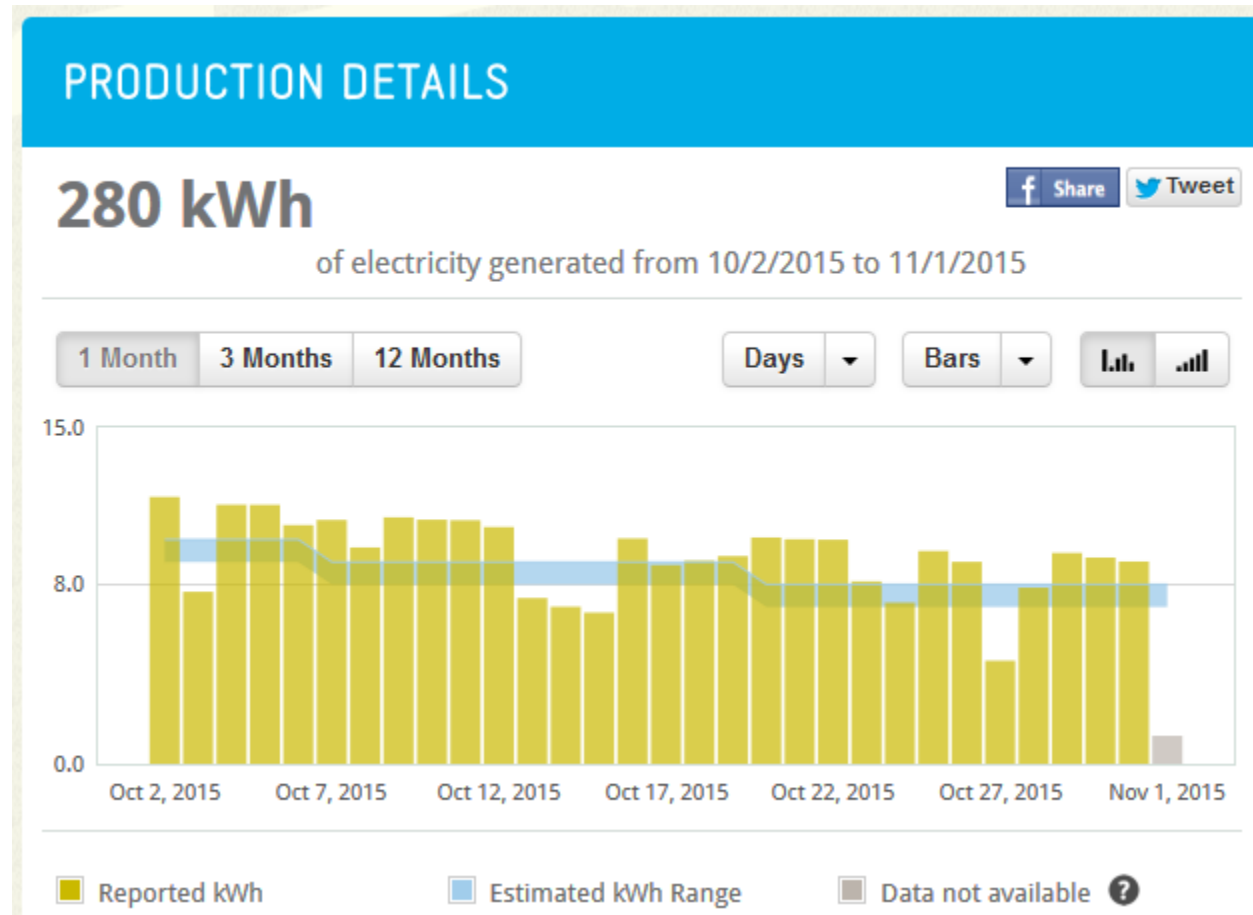 PRODUCTION DETAILS
280 kWh
f Share
Tweet
of electricity generated from 10/2/2015 to 11/1/2015
1 Month 3 Months 12 Months Days Bars
15.0
8.0
0.0
Oct 2, 2015 Oct 7, 2015 Oct 12, 2015 Oct 17, 2015 Oct 22, 2015 Oct 27, 2015 Nov 1, 2015
Reported kWh Estimated kWh Range Data not available ?